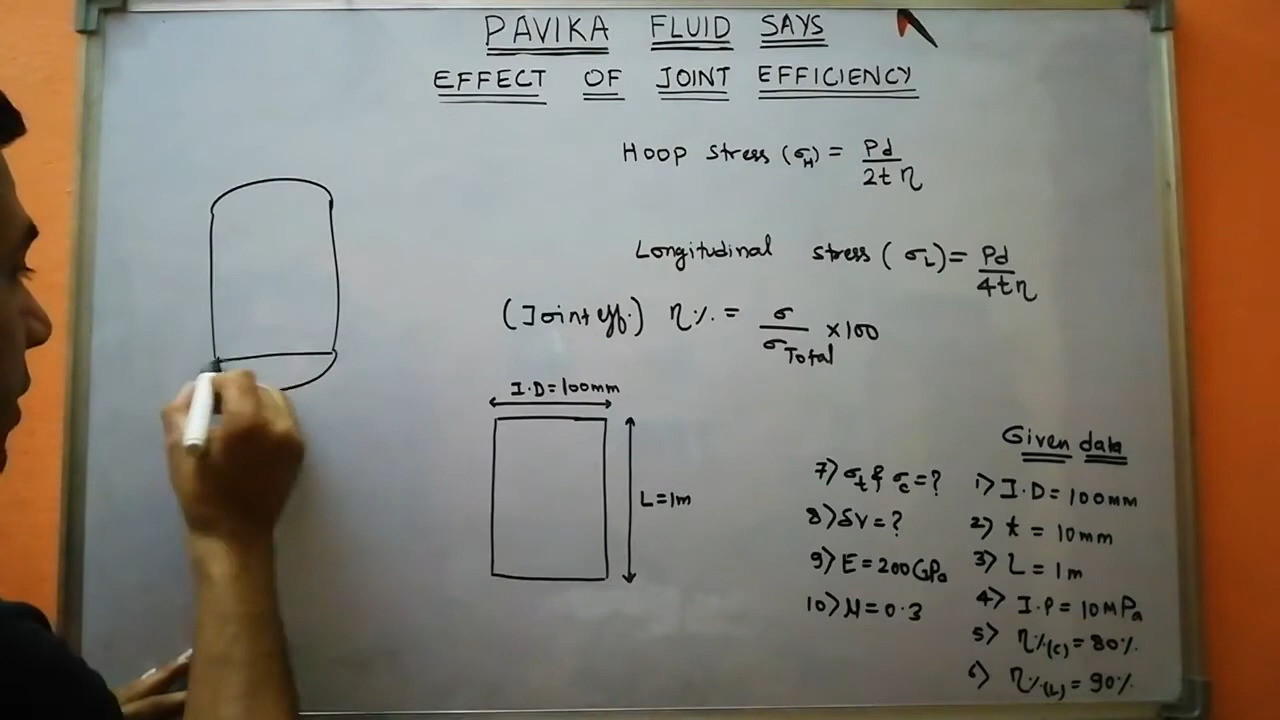 PAVIKA FLUID SAYS
EFFECT OF JOINT EFFICIENCY
Hoop stress (σH) = Pd / 2tη
Longitudinal stress (σL) = Pd / 4tη
(Joint eff.) η% = σ / σTotal ×100
I.D=100mm
L=1m
Given data
1) I.D=100mm
2) t = 10mm
3) L = 1m
4) I.P=10MPa
5) η%(c)=80%
6) η%(L)=90%
7) σt & σc=?
8) δV=?
9) E=200GPa
10) μ=0.3